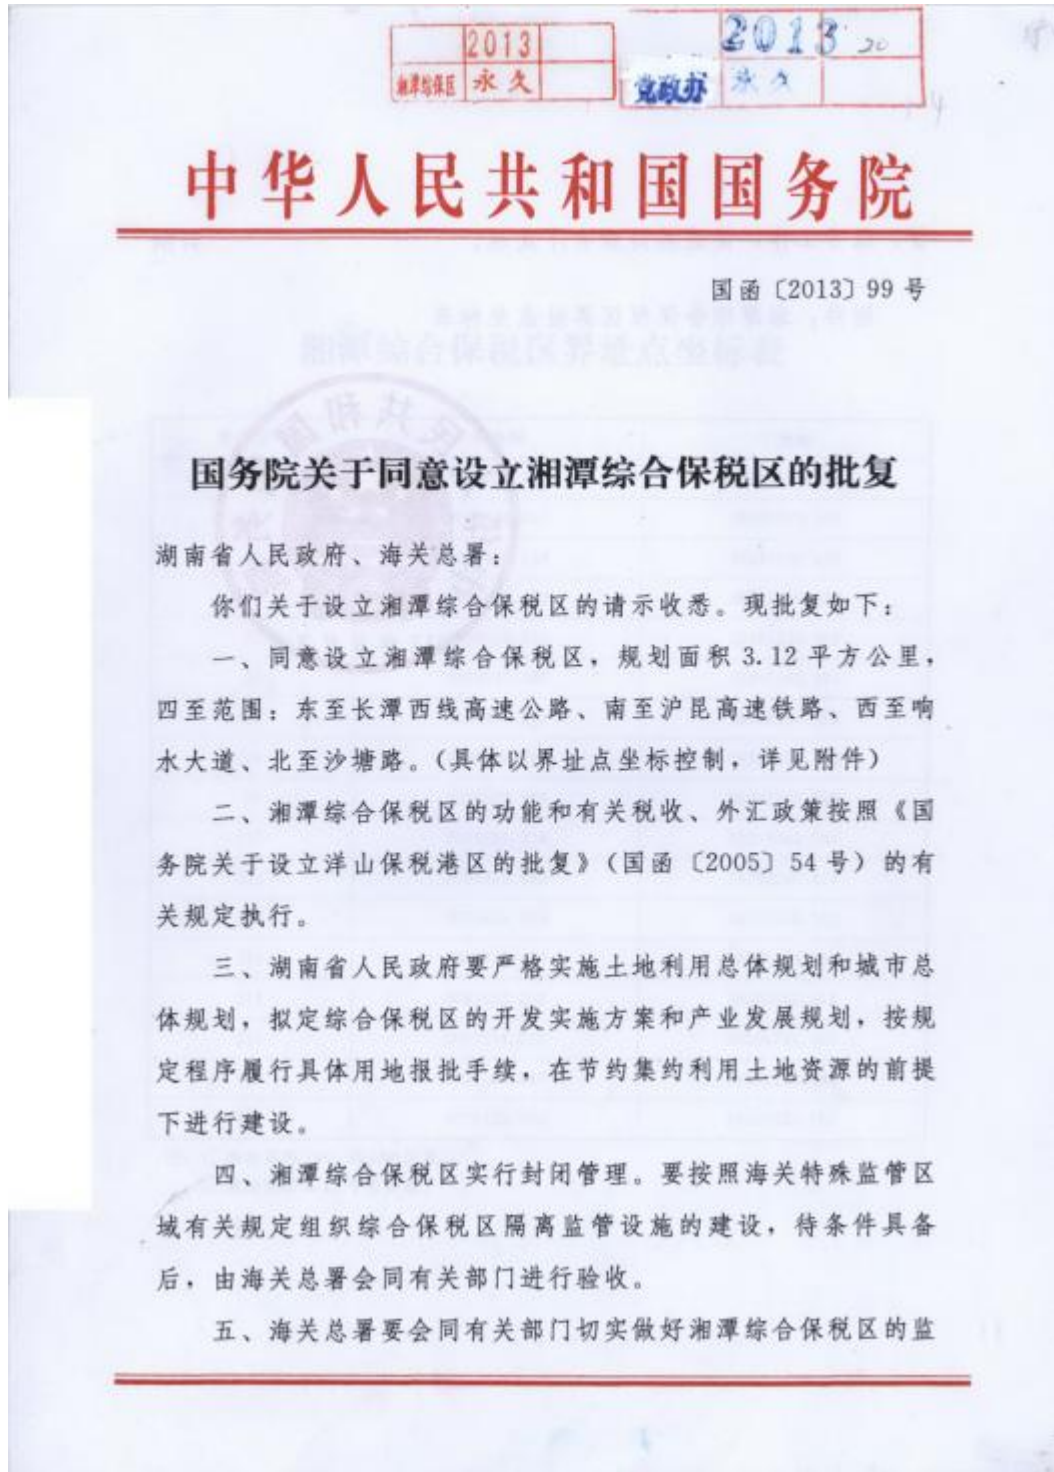 2013
湘潭综保区 永久
2013 20
党政办 永久
中华人民共和国国务院
国函〔2013〕99号
国务院关于同意设立湘潭综合保税区的批复
湖南省人民政府、海关总署：
你们关于设立湘潭综合保税区的请示收悉。现批复如下：
一、同意设立湘潭综合保税区，规划面积 3.12 平方公里，
四至范围：东至长潭西线高速公路、南至沪昆高速铁路、西至响
水大道、北至沙塘路。（具体以界址点坐标控制，详见附件）
二、湘潭综合保税区的功能和有关税收、外汇政策按照《国
务院关于设立洋山保税港区的批复》（国函〔2005〕54号）的有
关规定执行。
三、湖南省人民政府要严格实施土地利用总体规划和城市总
体规划，拟定综合保税区的开发实施方案和产业发展规划，按规
定程序履行具体用地报批手续，在节约集约利用土地资源的前提
下进行建设。
四、湘潭综合保税区实行封闭管理。要按照海关特殊监管区
域有关规定组织综合保税区隔离监管设施的建设，待条件具备
后，由海关总署会同有关部门进行验收。
五、海关总署要会同有关部门切实做好湘潭综合保税区的监